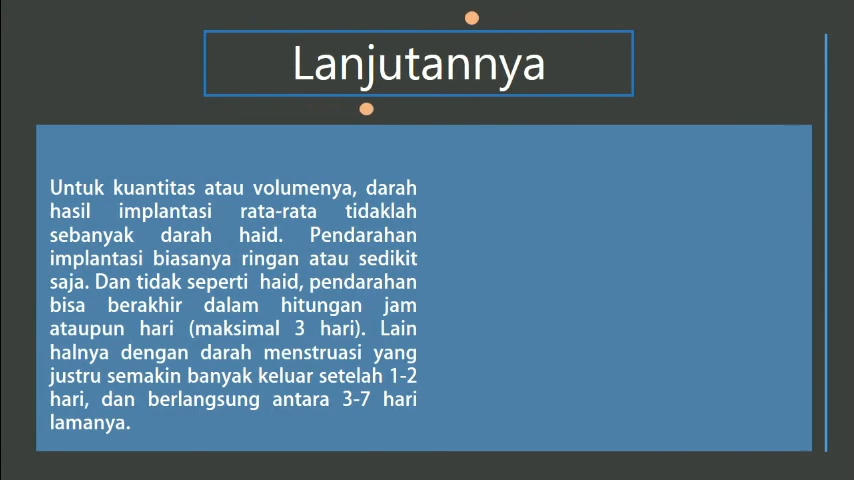 Lanjutannya
Untuk kuantitas atau volumenya, darah
hasil implantasi rata-rata tidaklah
sebanyak darah haid. Pendarahan
implantasi biasanya ringan atau sedikit
saja. Dan tidak seperti haid, pendarahan
bisa berakhir dalam hitungan jam
ataupun hari (maksimal 3 hari). Lain
halnya dengan darah menstruasi yang
justru semakin banyak keluar setelah 1-2
hari, dan berlangsung antara 3-7 hari
lamanya.